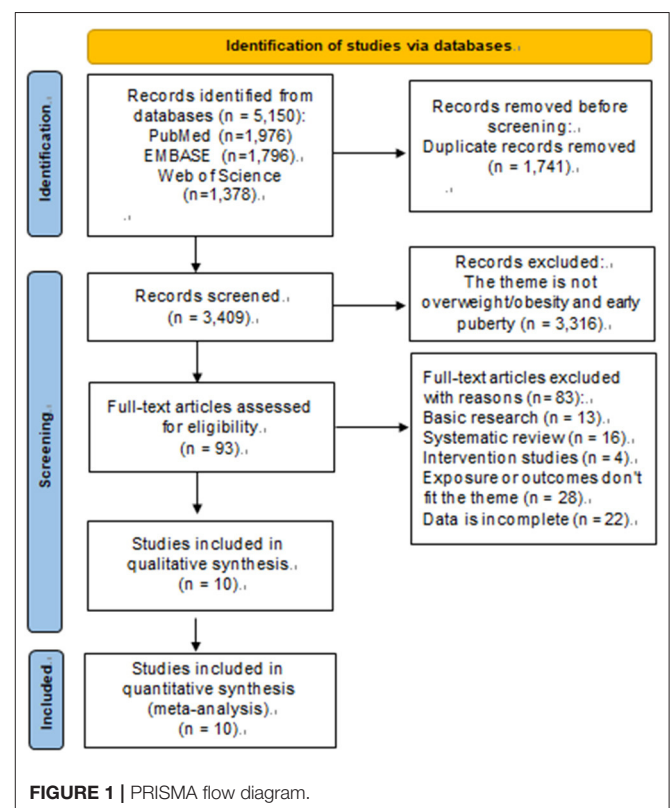 Identification of studies via databases.
Identification
Records identified from
databases (n = 5,150):
PubMed (n=1,976)
EMBASE (n=1,796).
Web of Science
(n=1,378).
Records removed before
screening:.
Duplicate records removed
(n = 1,741).
Screening
Records screened.
(n = 3,409).
Records excluded:.
The theme is not
overweight/obesity and early
puberty (n = 3,316).
Full-text articles assessed
for eligibility.
(n = 93).
Full-text articles excluded
with reasons (n=83):.
Basic research (n = 13).
Systematic review (n = 16).
Intervention studies (n = 4).
Exposure or outcomes don't
fit the theme (n = 28).
Data is incomplete (n = 22).
Studies included in
qualitative synthesis.
(n = 10).
Included.
Studies included in
quantitative synthesis
(meta-analysis).
(n = 10).
FIGURE 1 | PRISMA flow diagram.